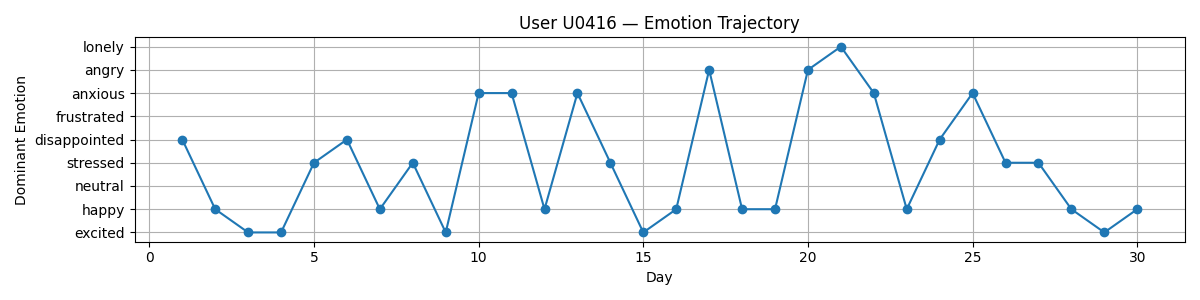 User U0416 — Emotion Trajectory
Dominant Emotion
lonely
angry
anxious
frustrated
disappointed
stressed
neutral
happy
excited
0 5 10 15 20 25 30
Day